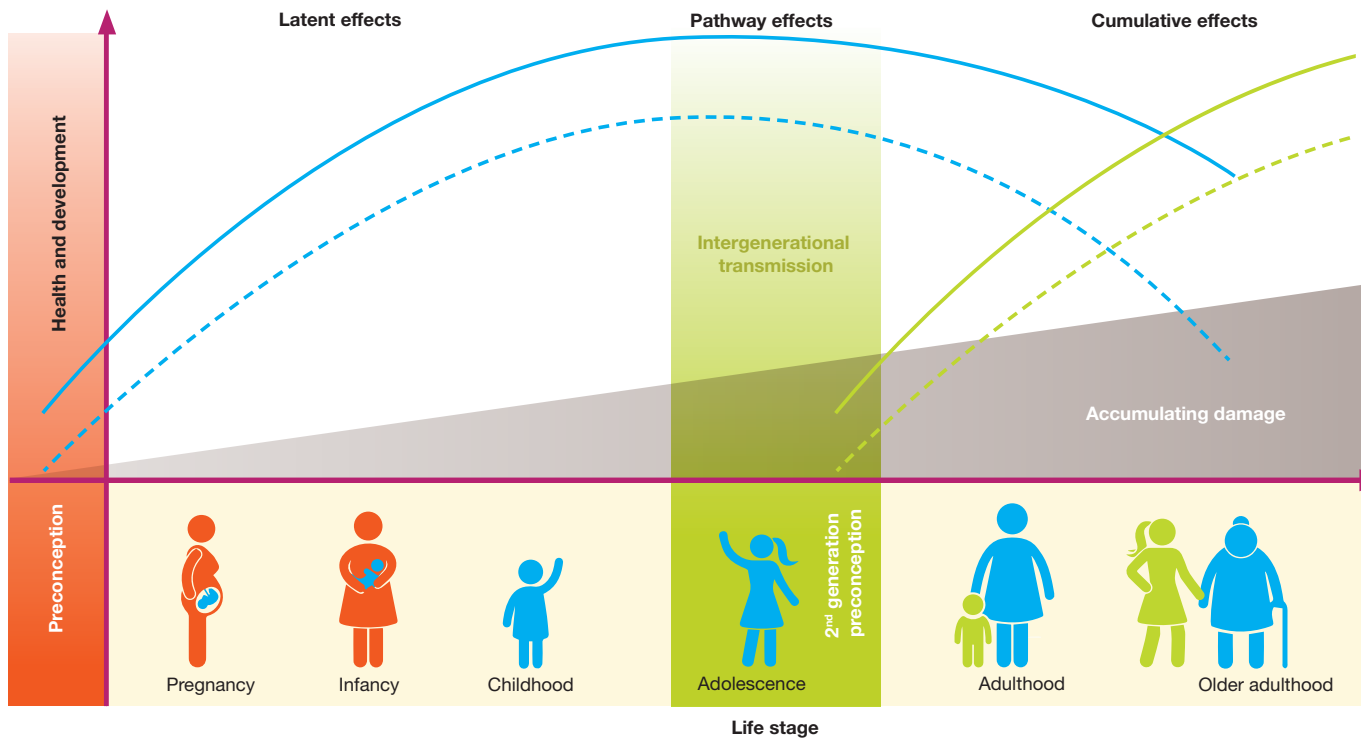 Latent effects
Pathway effects
Cumulative effects
Health and development
Intergenerational
transmission
Accumulating damage
Preconception
2nd generation
preconception
Pregnancy
Infancy
Childhood
Adolescence
Adulthood
Older adulthood
Life stage